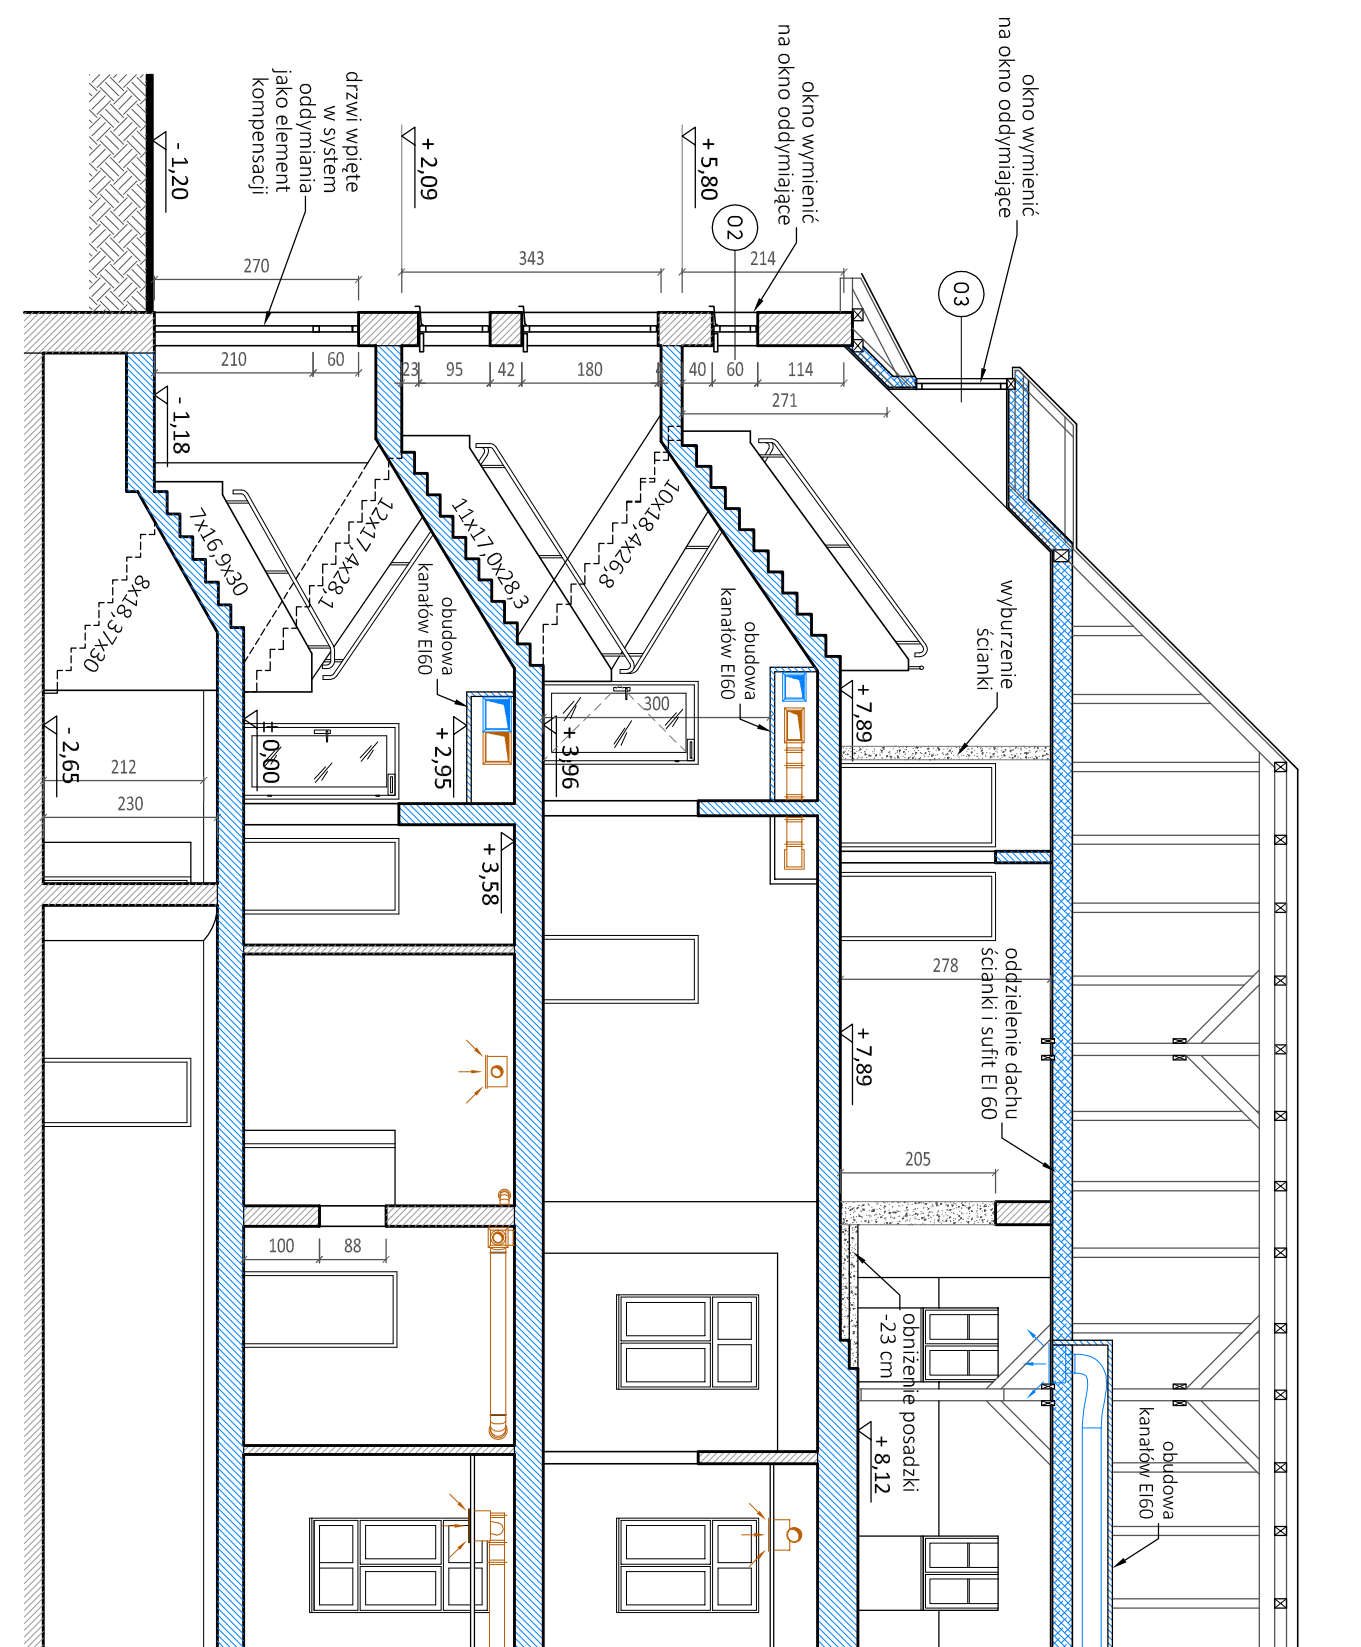 okno wymienić
na okno oddymiające
03
okno wymienić
na okno oddymiające
02
drzwi wpięte
w system
oddymiania
jako element
kompensacji
- 1,20
+ 2,09
+ 5,80
270
343
214
210
60
23
95
42
180
40
60
114
271
- 1,18
7x16,9x30
8x18,37x30
12x17,4x28,1
11x17,0x28,3
10x18,4x26,8
obudowa
kanałów EI60
obudowa
kanałów EI60
wyburzenie
ścianki
300
- 2,65
±0,00
+ 2,95
+ 3,96
+ 7,89
212
230
+ 3,58
278
oddzielenie dachu
ścianki i sufit EI 60
+ 7,89
205
100
88
obniżenie posadzki
-23 cm
+ 8,12
obudowa
kanałów EI60